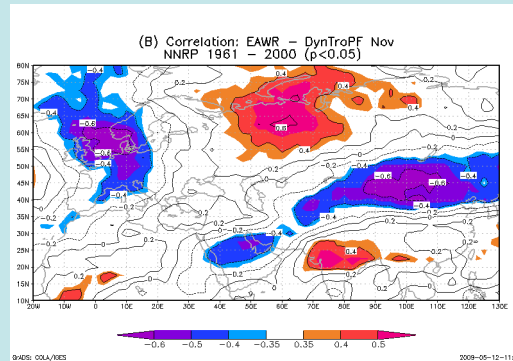 (B) Correlation: EAWR – DynTroPF Nov
NNRP 1961 – 2000 (p<0.05)
80N
75N
70N
65N
60N
55N
50N
45N
40N
35N
30N
25N
20N
15N
10N
20W 10W 0 10E 20E 30E 40E 50E 60E 70E 80E 90E 100E 110E 120E 130E
-0.6 -0.5 -0.4 -0.35 0.35 0.4 0.5
GrADS: COLA/IGES
2009-05-12-11: